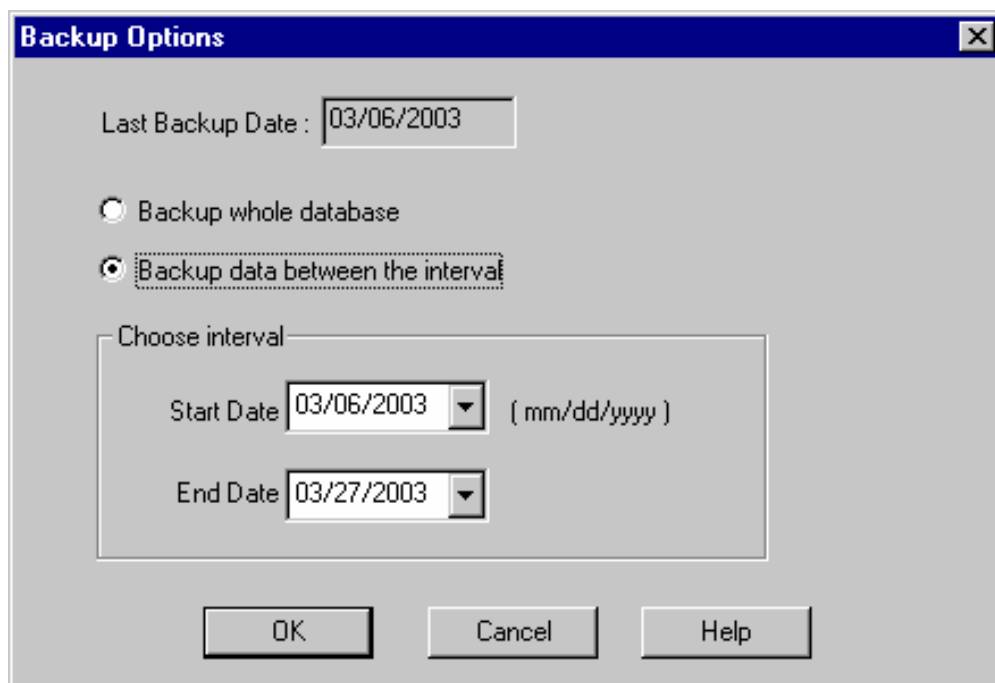 Backup Options
Last Backup Date : 03/06/2003
Backup whole database
Backup data between the interval
Choose interval
Start Date 03/06/2003 ( mm/dd/yyyy )
End Date 03/27/2003
OK Cancel Help